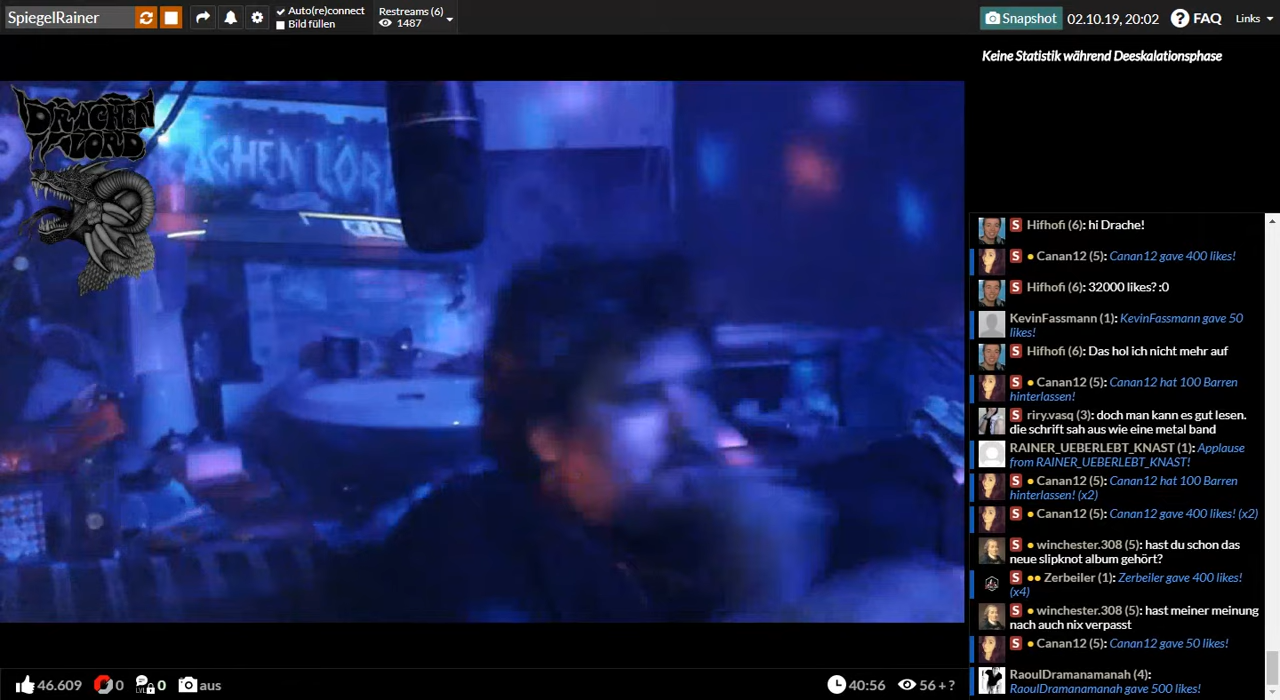 SpiegelRainer
Auto(re)connect
Bild füllen
Restreams (6)
1487
Snapshot
02.10.19, 20:02
FAQ
Links
Keine Statistik während Deeskalationsphase
DRACHEN
LORD
ACHEN LORD
S Hifhofi (6): hi Drache!
S Canan12 (5): Canan12 gave 400 likes!
S Hifhofi (6): 32000 likes? :0
KevinFassmann (1): KevinFassmann gave 50
likes!
S Hifhofi (6): Das hol ich nicht mehr auf
S Canan12 (5): Canan12 hat 100 Barren
hinterlassen!
S riry.vasq (3): doch man kann es gut lesen.
die schrift sah aus wie eine metal band
RAINER_UEBERLEBT_KNAST (1): Applause
from RAINER_UEBERLEBT_KNAST!
S Canan12 (5): Canan12 hat 100 Barren
hinterlassen! (x2)
S Canan12 (5): Canan12 gave 400 likes! (x2)
S winchester.308 (5): hast du schon das
neue slipknot album gehört?
S Zerbeiler (1): Zerbeiler gave 400 likes!
(x4)
S winchester.308 (5): hast meiner meinung
nach auch nix verpasst
S Canan12 (5): Canan12 gave 50 likes!
RaoulDramanamanah (4):
RaoulDramanamanah gave 500 likes!
46.609
0
0
aus
40:56
56 + ?